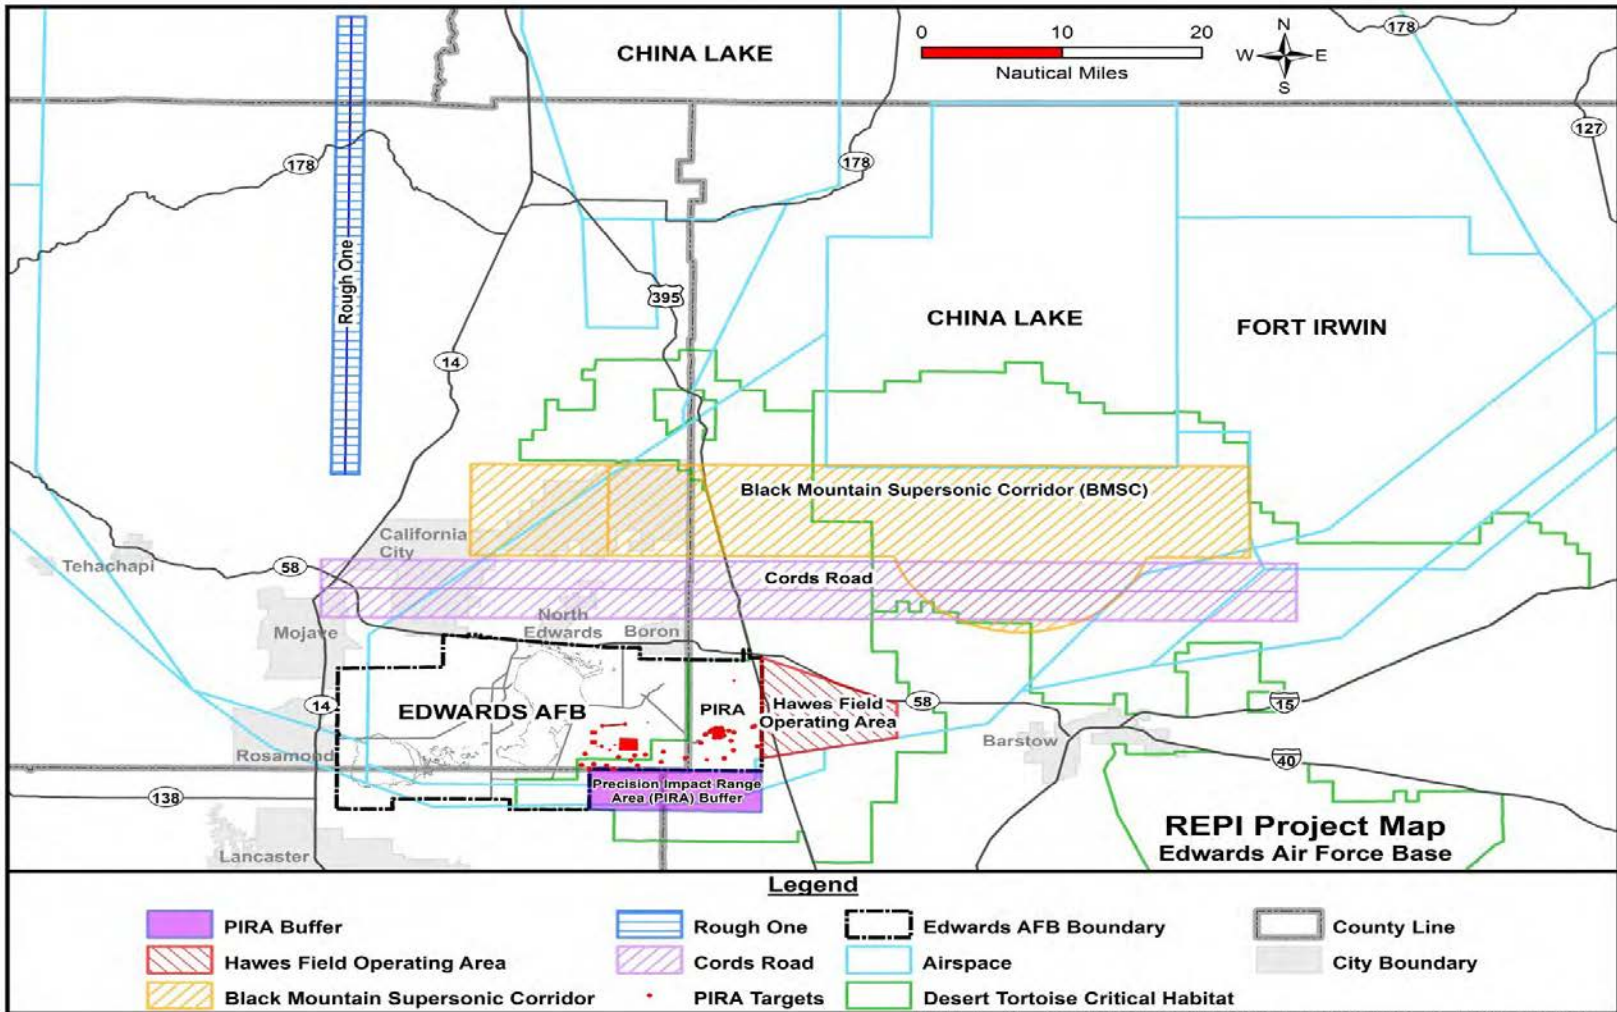 CHINA LAKE
0 10 20
Nautical Miles
N
W E
S
178
127
178
178
Rough One
395
CHINA LAKE
FORT IRWIN
14
Black Mountain Supersonic Corridor (BMSC)
California
City
Tehachapi
58
Cords Road
North
Edwards
Boron
Mojave
14
EDWARDS AFB
PIRA
Hawes Field
Operating Area
58
15
Barstow
Rosamond
40
Precision Impact Range
Area (PIRA) Buffer
138
Lancaster
REPI Project Map
Edwards Air Force Base
Legend
PIRA Buffer
Rough One
Edwards AFB Boundary
County Line
Hawes Field Operating Area
Cords Road
Airspace
City Boundary
Black Mountain Supersonic Corridor
PIRA Targets
Desert Tortoise Critical Habitat